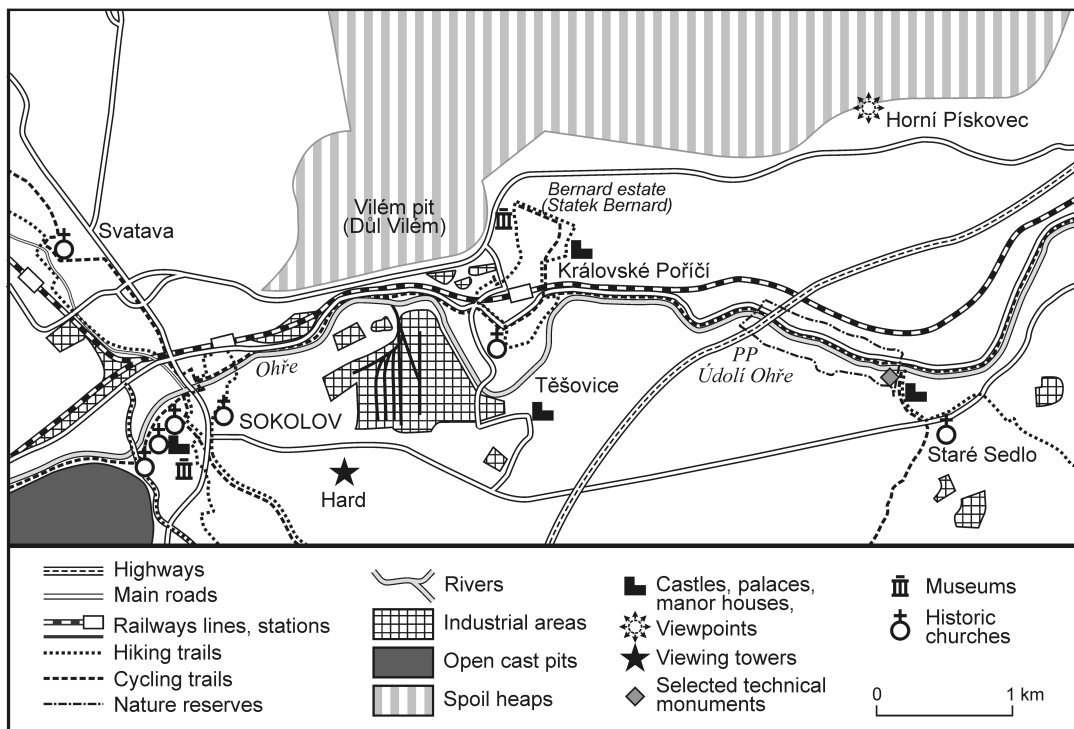 Horní Pískovec
Bernard estate
(Statek Bernard)
Vilém pit
(Důl Vilém)
Svatava
Královské Poříčí
Ohře
PP
Údolí Ohře
Těšovice
SOKOLOV
Staré Sedlo
Hard
Highways
Main roads
Railways lines, stations
Hiking trails
Cycling trails
Nature reserves
Rivers
Industrial areas
Open cast pits
Spoil heaps
Castles, palaces,
manor houses,
Viewpoints
Viewing towers
Selected technical
monuments
Museums
Historic
churches
0 1 km